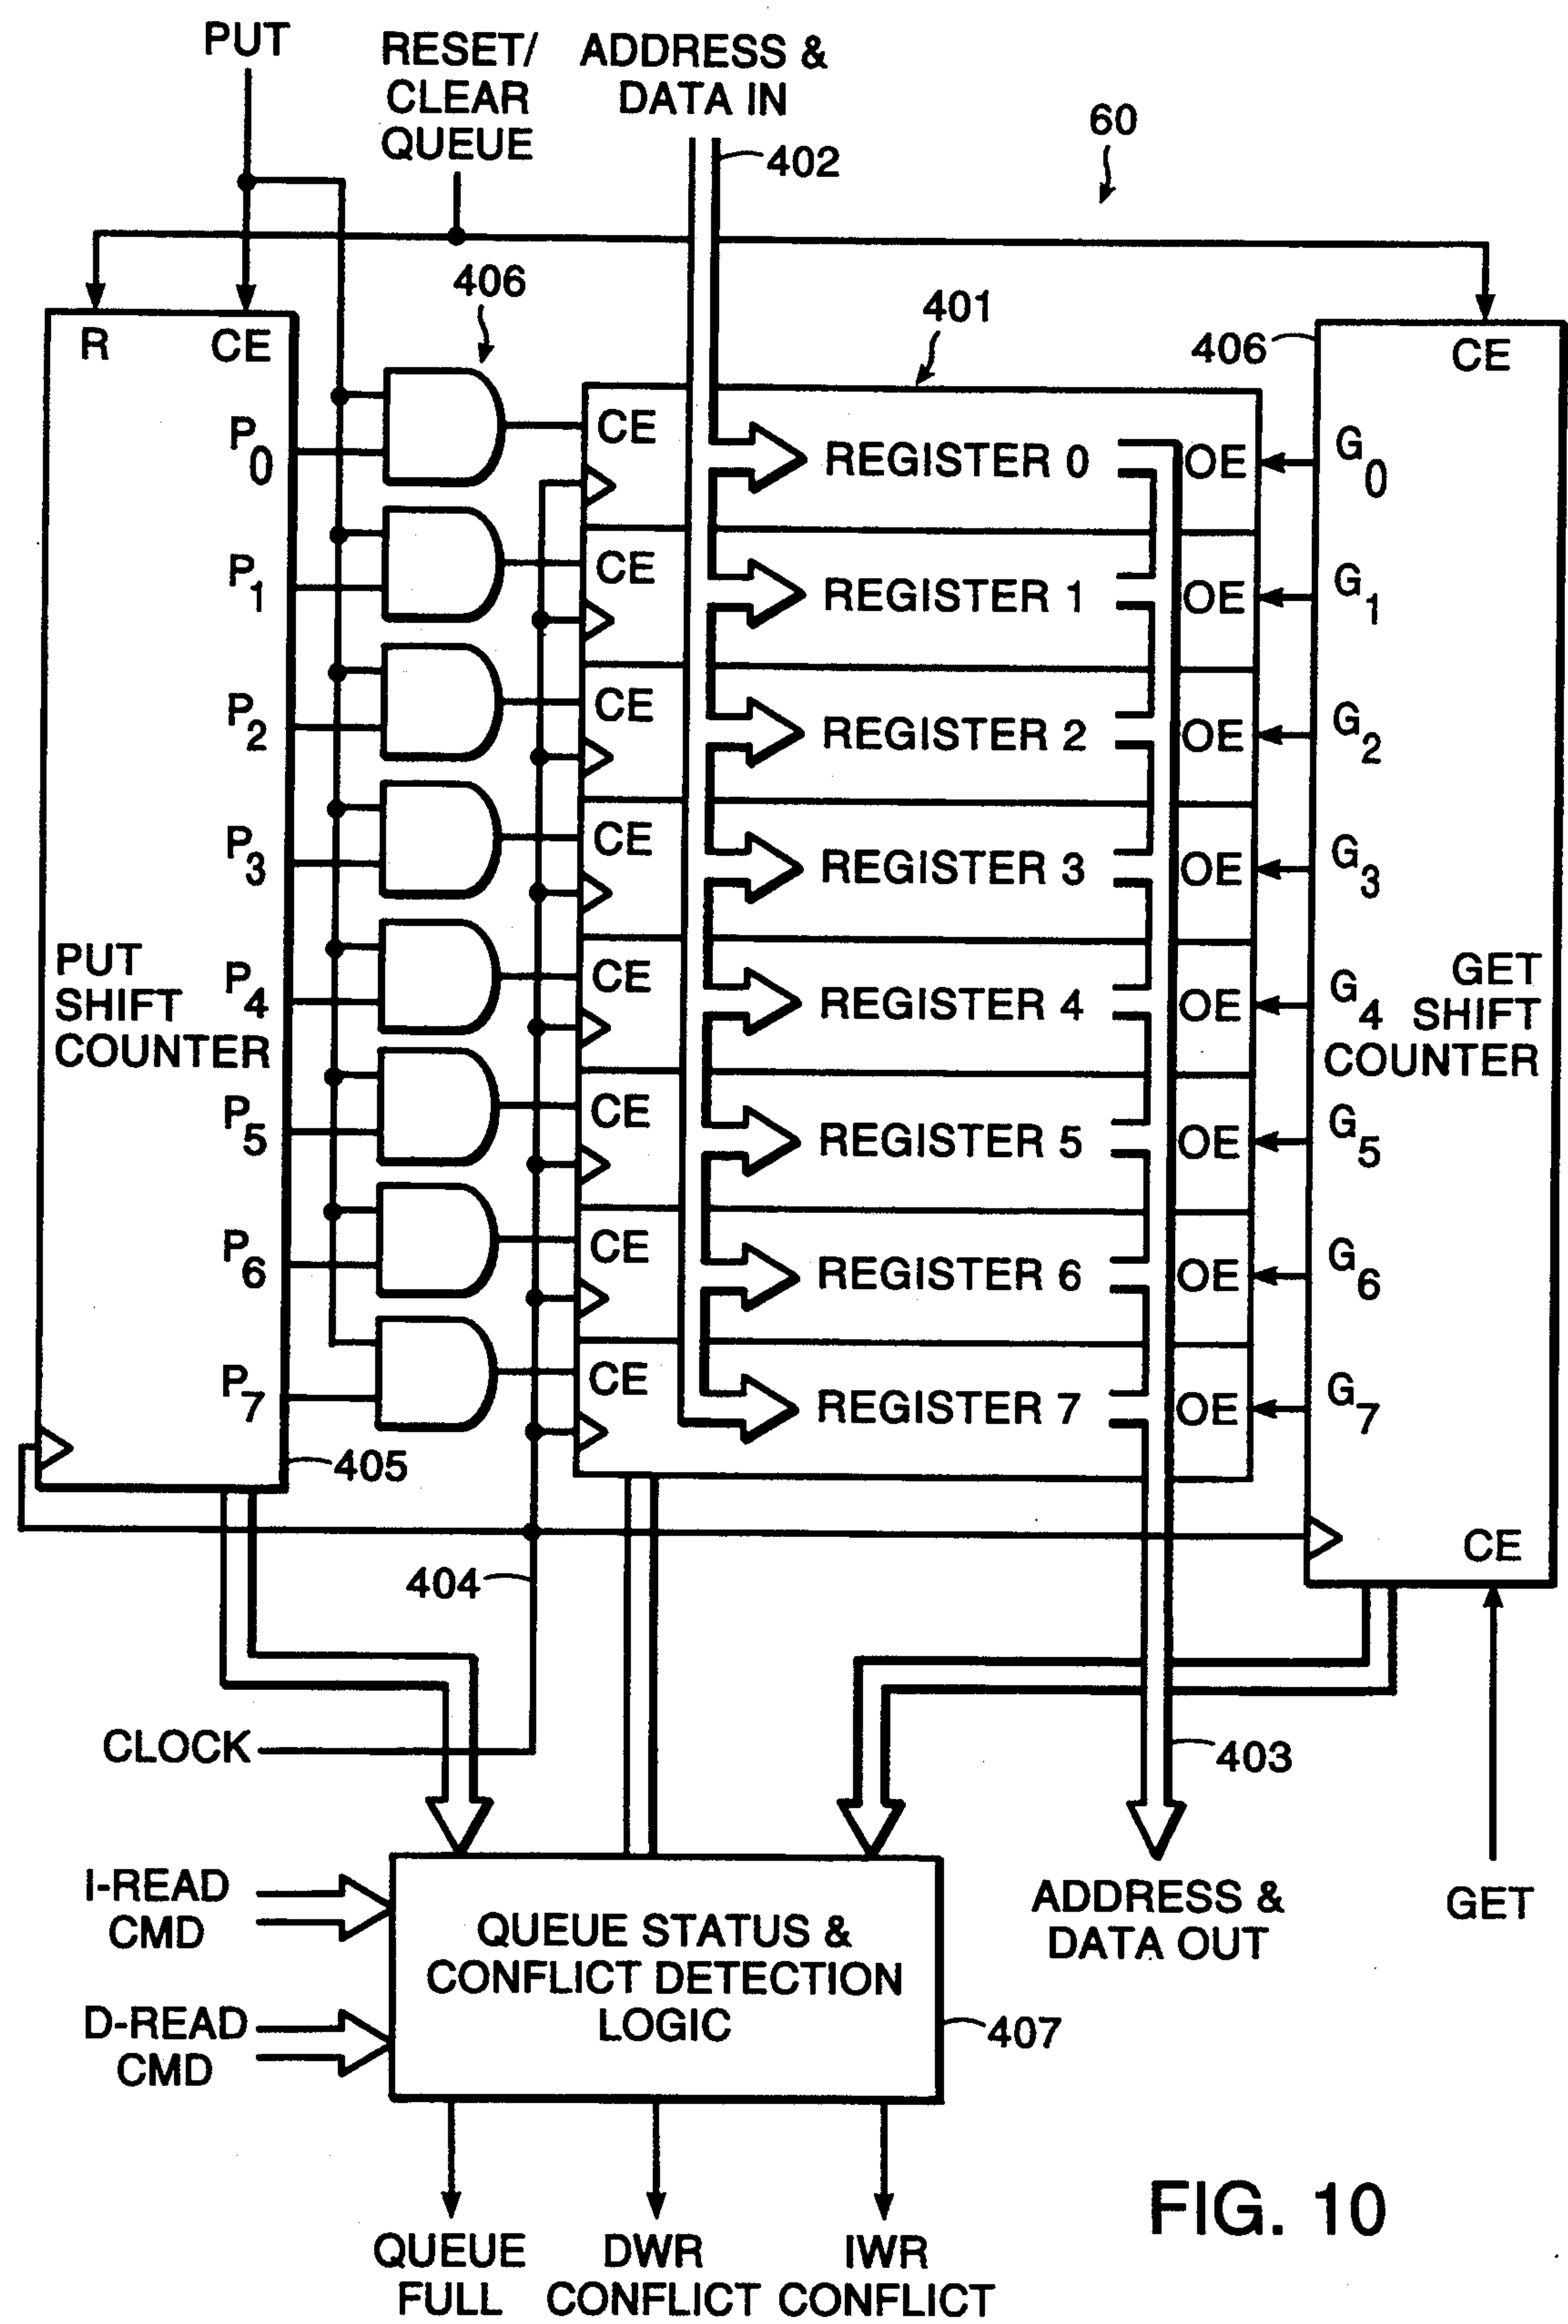 PUT
RESET/
CLEAR
QUEUE
ADDRESS &
DATA IN
402
60
406
401
406
R CE
CE
P0
P1
P2
P3
P4
P5
P6
P7
PUT
SHIFT
COUNTER
405
CE REGISTER 0 OE
CE REGISTER 1 OE
CE REGISTER 2 OE
CE REGISTER 3 OE
CE REGISTER 4 OE
CE REGISTER 5 OE
CE REGISTER 6 OE
CE REGISTER 7 OE
G0
G1
G2
G3
G4
G5
G6
G7
GET
SHIFT
COUNTER
CE
404
CLOCK
403
I-READ
CMD
D-READ
CMD
QUEUE STATUS &
CONFLICT DETECTION
LOGIC
407
ADDRESS &
DATA OUT
GET
QUEUE
FULL
DWR
CONFLICT
IWR
CONFLICT
FIG. 10